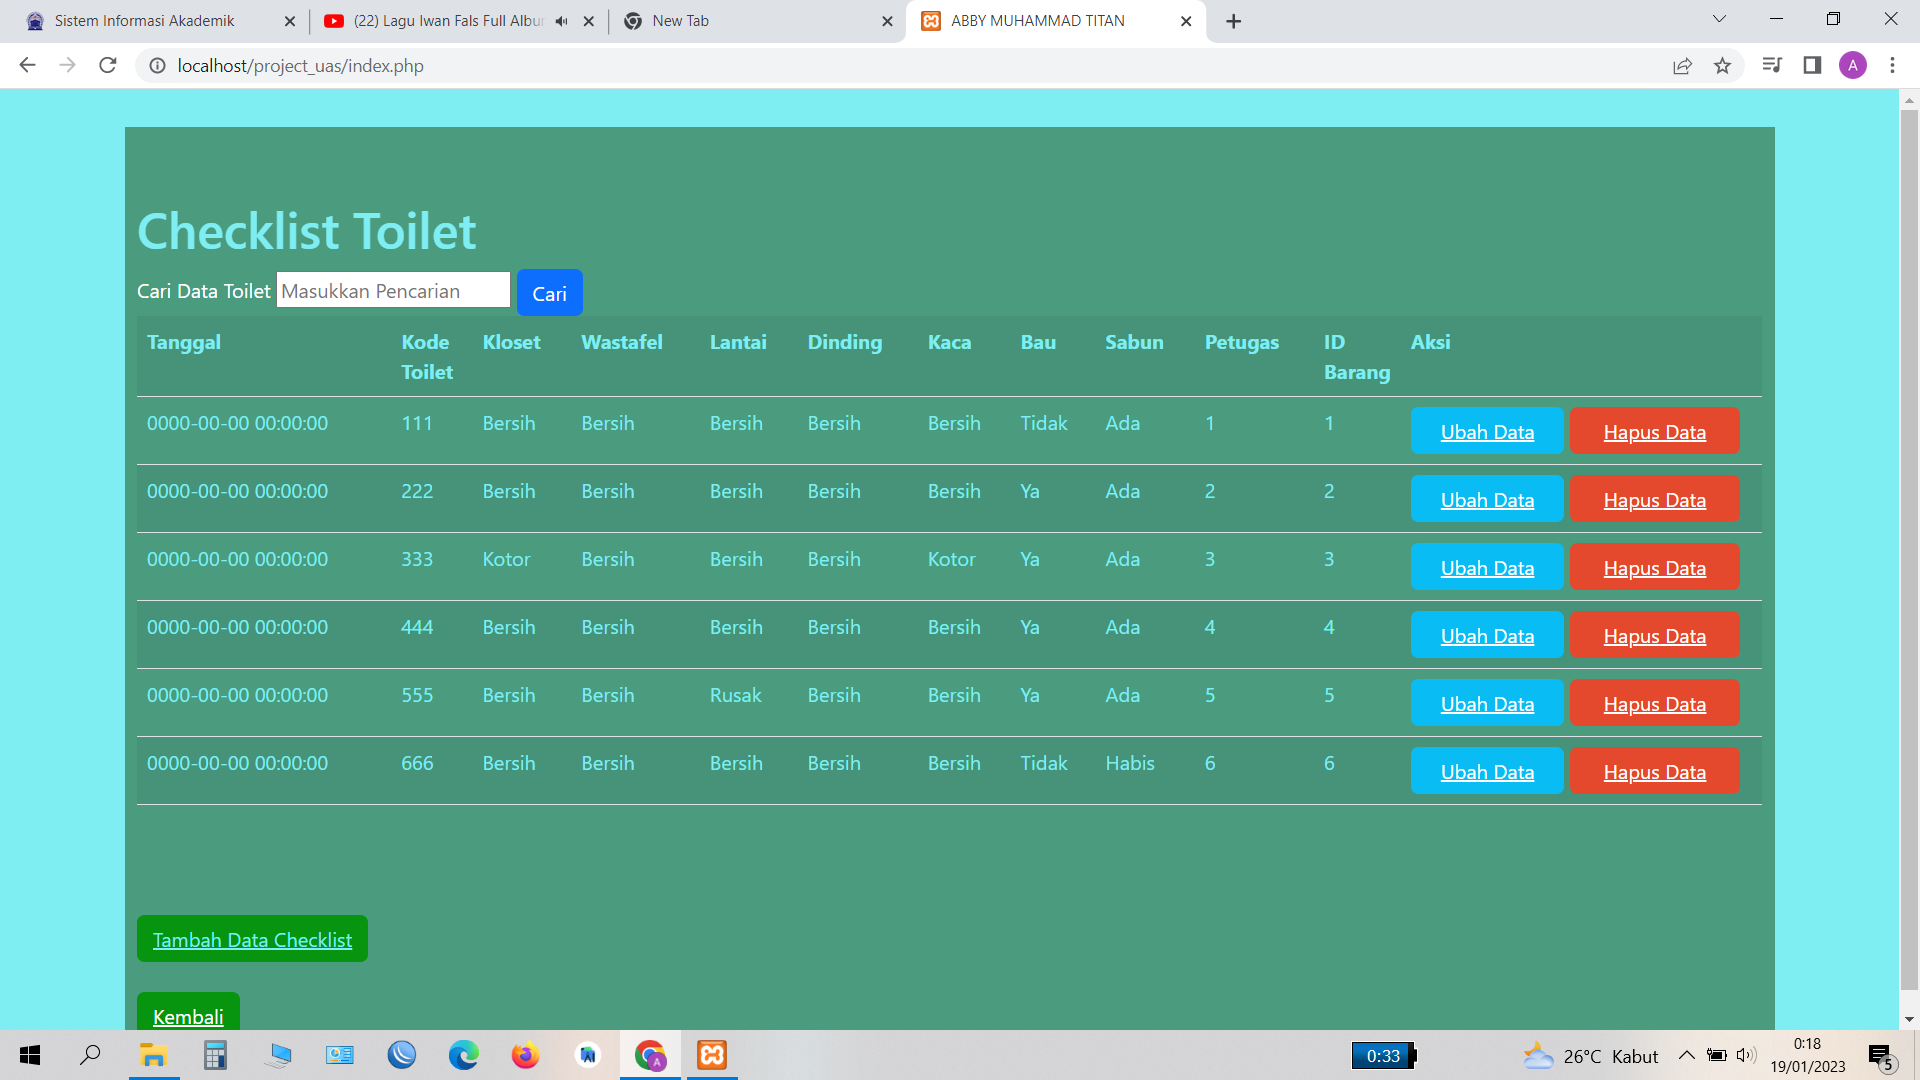 Sistem Informasi Akademik
(22) Lagu Iwan Fals Full Albu
New Tab
ABBY MUHAMMAD TITAN
localhost/project_uas/index.php
A
Checklist Toilet
Cari Data Toilet Masukkan Pencarian Cari
Tanggal Kode Toilet Kloset Wastafel Lantai Dinding Kaca Bau Sabun Petugas ID Barang Aksi
0000-00-00 00:00:00 111 Bersih Bersih Bersih Bersih Bersih Tidak Ada 1 1 Ubah Data Hapus Data
0000-00-00 00:00:00 222 Bersih Bersih Bersih Bersih Bersih Ya Ada 2 2 Ubah Data Hapus Data
0000-00-00 00:00:00 333 Kotor Bersih Bersih Bersih Kotor Ya Ada 3 3 Ubah Data Hapus Data
0000-00-00 00:00:00 444 Bersih Bersih Bersih Bersih Bersih Ya Ada 4 4 Ubah Data Hapus Data
0000-00-00 00:00:00 555 Bersih Bersih Rusak Bersih Bersih Ya Ada 5 5 Ubah Data Hapus Data
0000-00-00 00:00:00 666 Bersih Bersih Bersih Bersih Bersih Tidak Habis 6 6 Ubah Data Hapus Data
Tambah Data Checklist
Kembali
0:33
26°C Kabut
0:18
19/01/2023
5